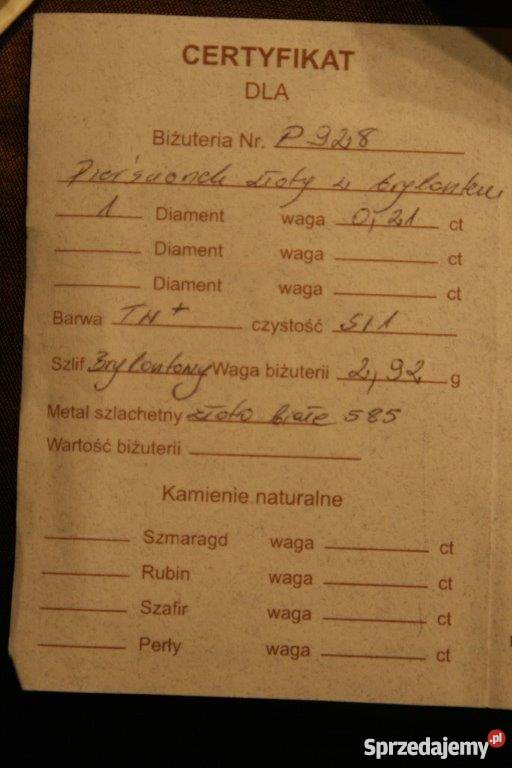 CERTYFIKAT
DLA
Biżuteria Nr. P 928
Pierścionek złoty z brylantem
1 Diament waga 0,21 ct
Diament waga ct
Diament waga ct
Barwa TW+ czystość SI1
Szlif Brylantowy Waga biżuterii 2,92 g
Metal szlachetny złoto białe 585
Wartość biżuterii
Kamienie naturalne
Szmaragd waga ct
Rubin waga ct
Szafir waga ct
Perły waga ct
Sprzedajemy.pl